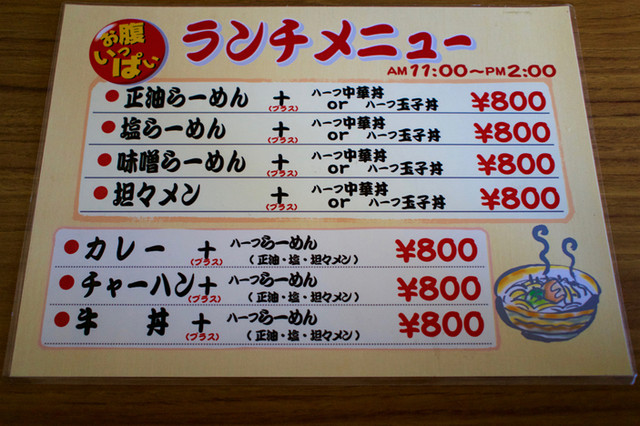 お腹いっぱい
ランチメニュー
AM11:00～PM2:00
●正油らーめん ＋(プラス) ハーフ中華丼 or ハーフ玉子丼 ¥800
●塩らーめん ＋(プラス) ハーフ中華丼 or ハーフ玉子丼 ¥800
●味噌らーめん ＋(プラス) ハーフ中華丼 or ハーフ玉子丼 ¥800
●坦々メン ＋(プラス) ハーフ中華丼 or ハーフ玉子丼 ¥800
●カレー ＋(プラス) ハーフらーめん (正油・塩・坦々メン) ¥800
●チャーハン＋(プラス) ハーフらーめん (正油・塩・坦々メン) ¥800
●牛丼 ＋(プラス) ハーフらーめん (正油・塩・坦々メン) ¥800